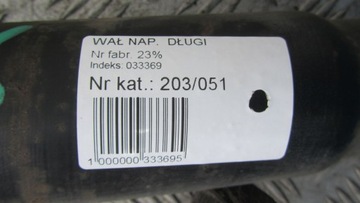 WAŁ NAP. DŁUGI
Nr fabr. 23%
Indeks: 033369
Nr kat.: 203/051
1 000000 333695